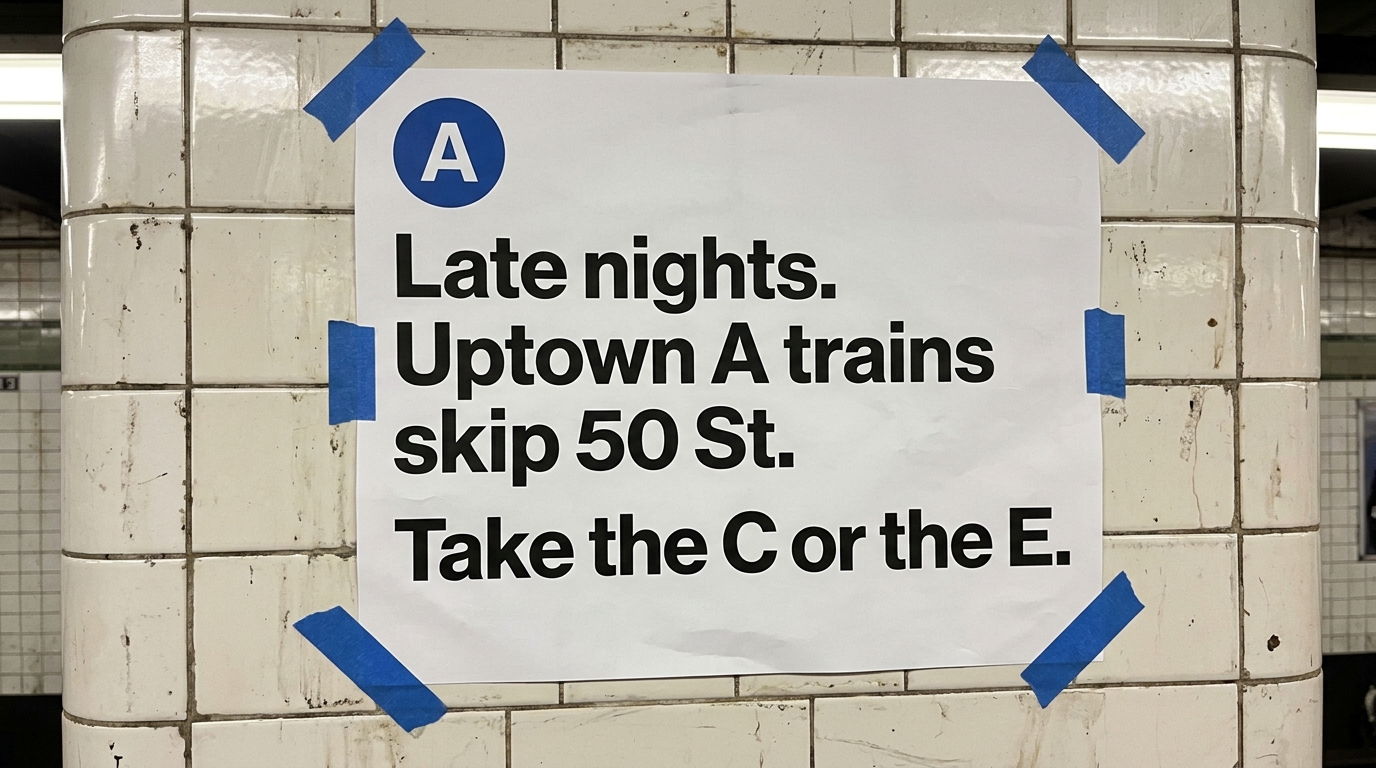 A
Late nights.
Uptown A trains
skip 50 St.
Take the C or the E.